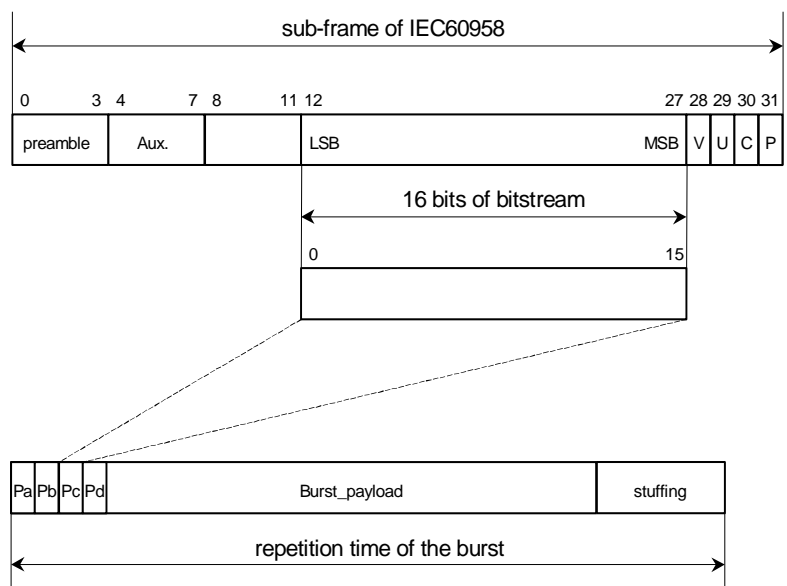 sub-frame of IEC60958
0 3 4 7 8 11 12 27 28 29 30 31
preamble Aux. LSB MSB V U C P
16 bits of bitstream
0 15
Pa Pb Pc Pd Burst_payload stuffing
repetition time of the burst